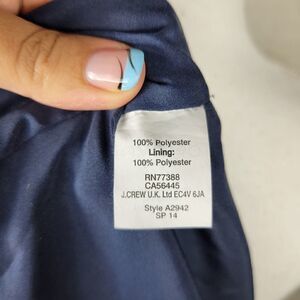 100% Polyester
Lining:
100% Polyester
RN77388
CA56445
J.CREW U.K. Ltd EC4V 6JA
Style A2942
SP 14